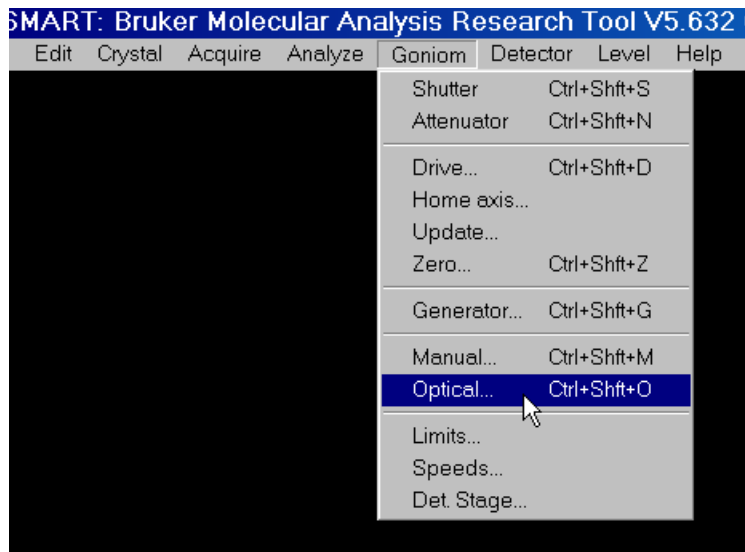 SMART: Bruker Molecular Analysis Research Tool V5.632
Edit Crystal Acquire Analyze Goniom Detector Level Help
Shutter Ctrl+Shft+S
Attenuator Ctrl+Shft+N
Drive... Ctrl+Shft+D
Home axis...
Update...
Zero... Ctrl+Shft+Z
Generator... Ctrl+Shft+G
Manual... Ctrl+Shft+M
Optical... Ctrl+Shft+O
Limits...
Speeds...
Det. Stage...